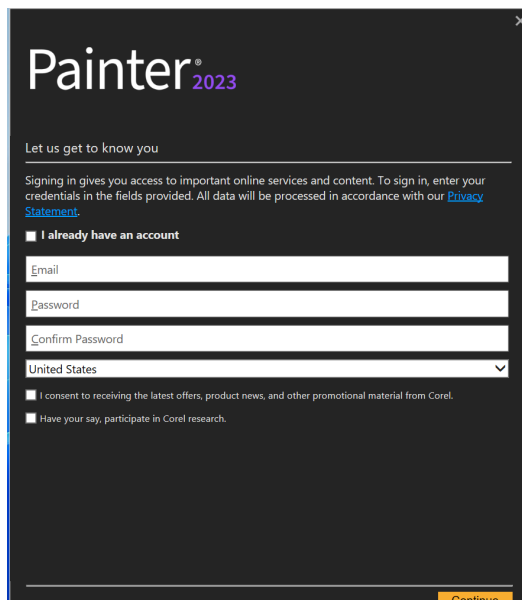 Painter® 2023
Let us get to know you
Signing in gives you access to important online services and content. To sign in, enter your
credentials in the fields provided. All data will be processed in accordance with our Privacy
Statement.
I already have an account
Email
Password
Confirm Password
United States
I consent to receiving the latest offers, product news, and other promotional material from Corel.
Have your say, participate in Corel research.
Continue